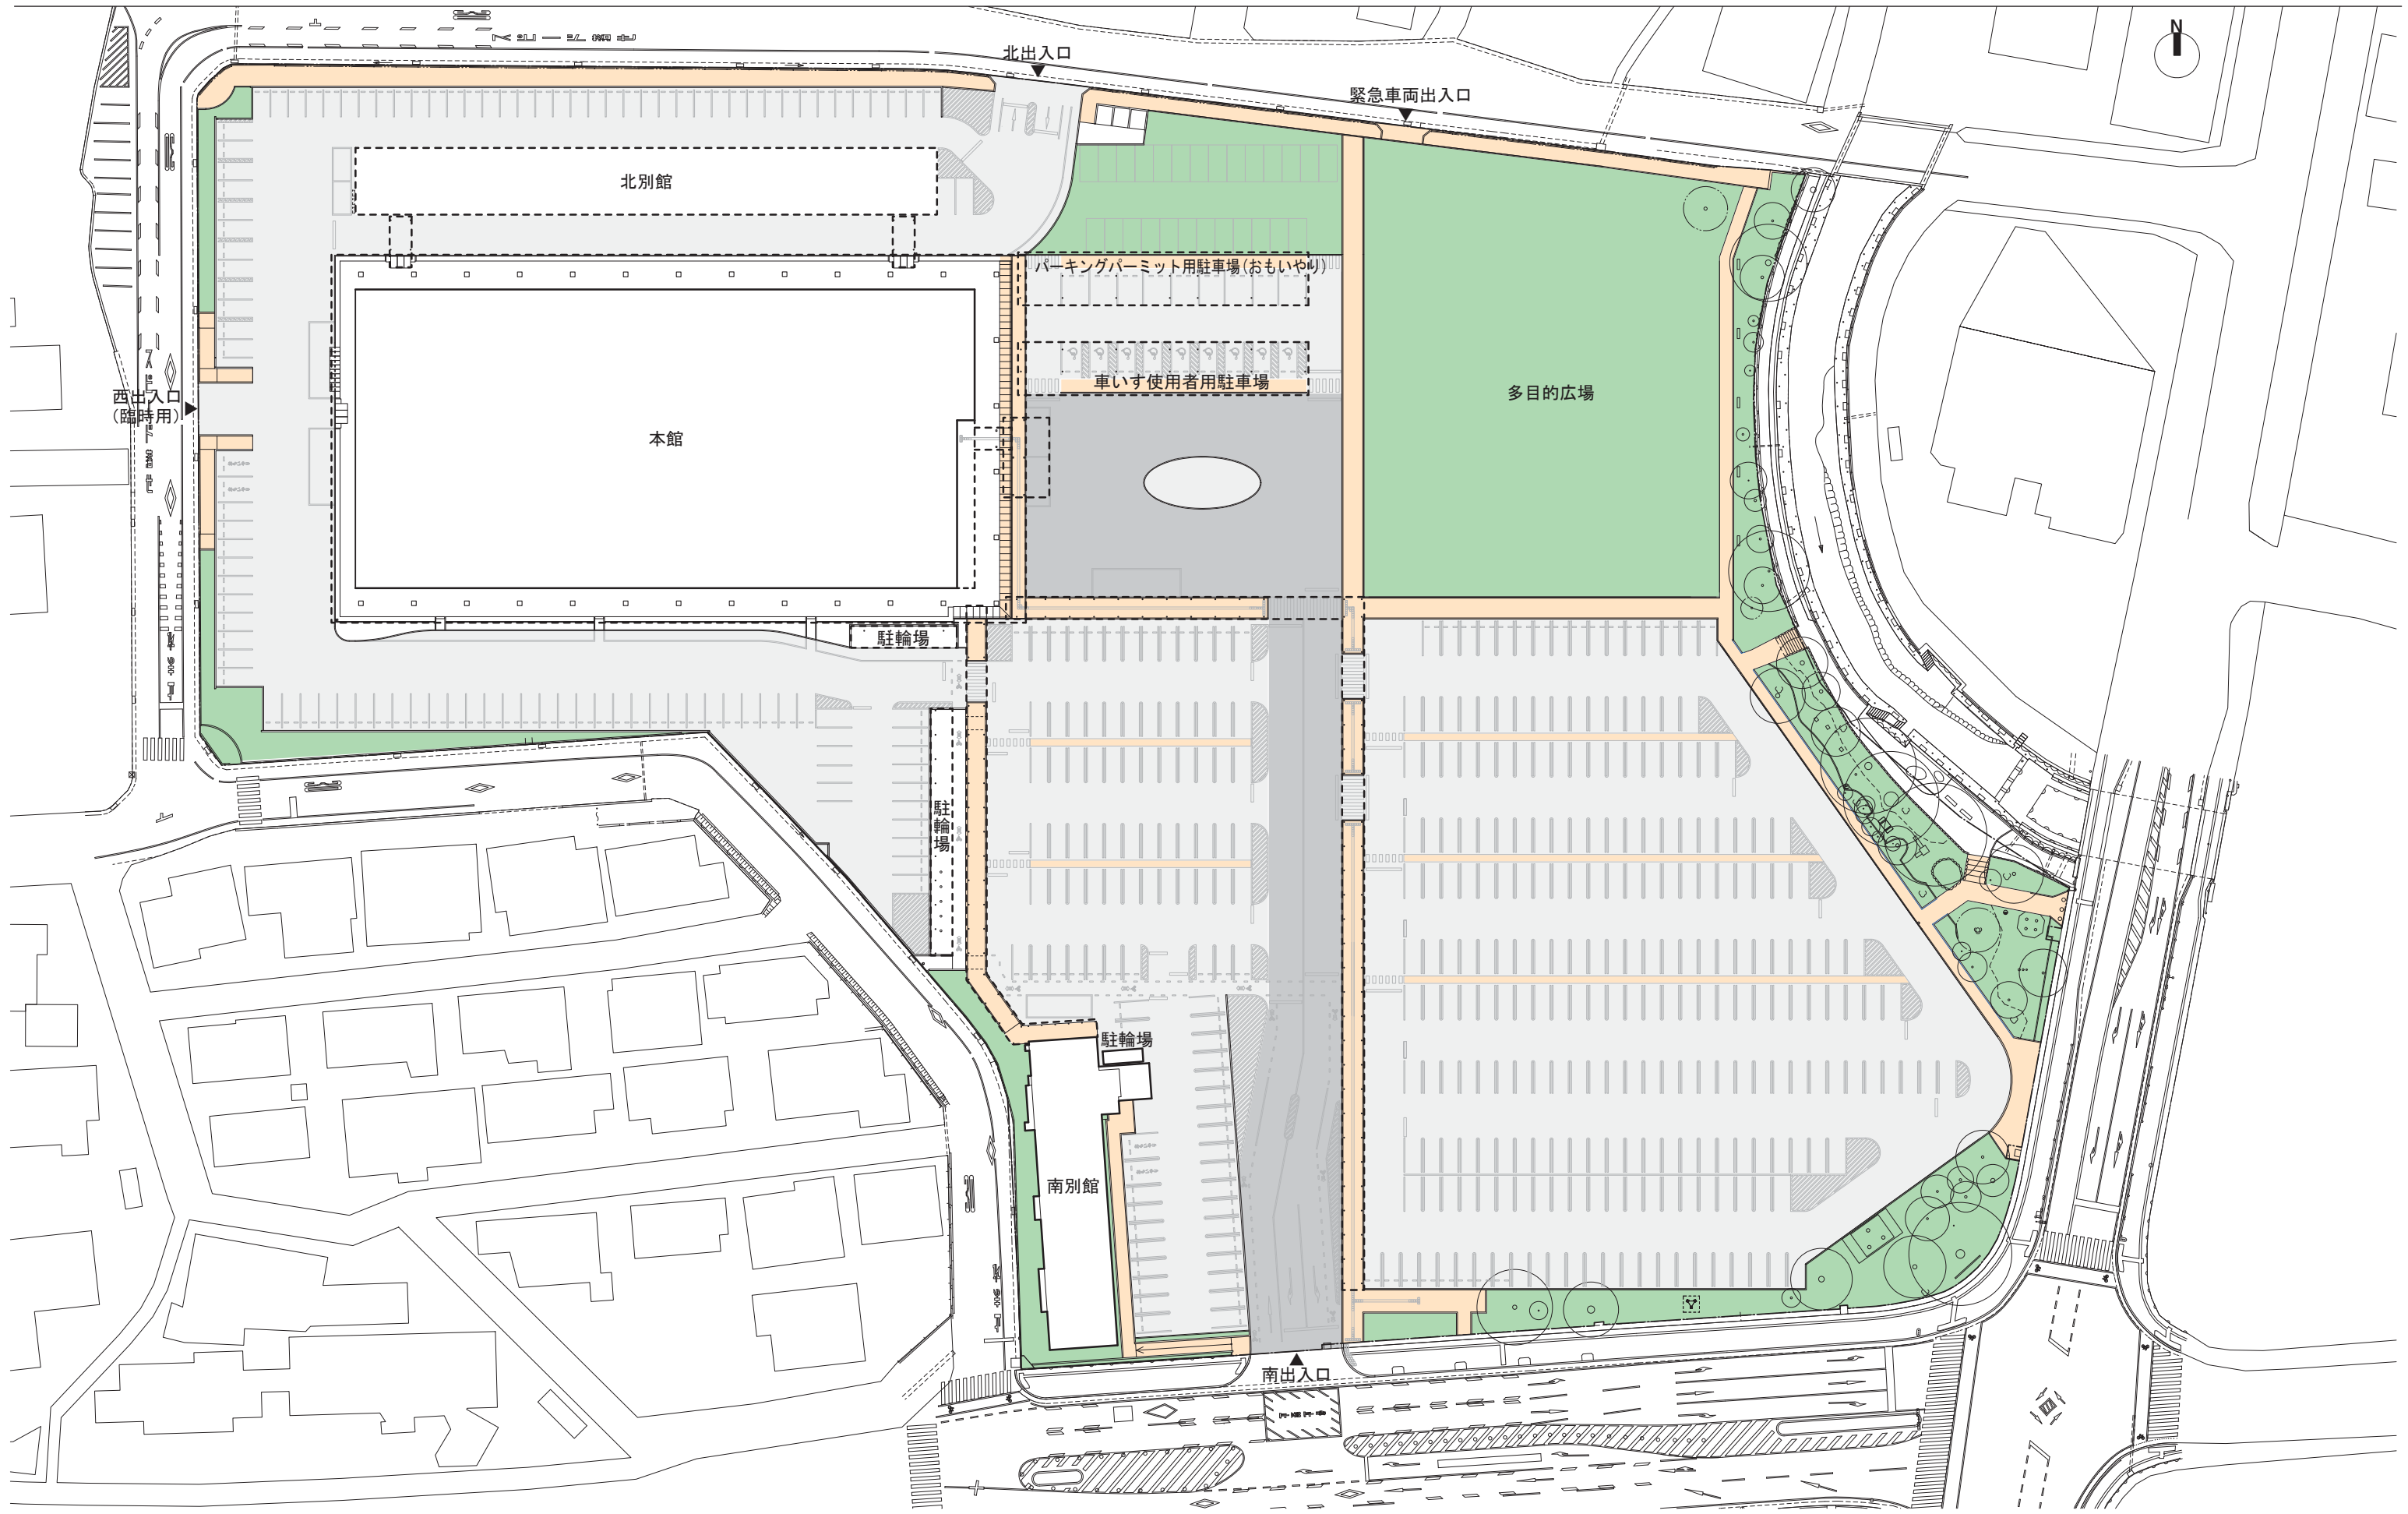 N
北出入口
緊急車両出入口
北別館
パーキングパーミット用駐車場(おもいやり)
車いす使用者用駐車場
多目的広場
西出入口
(臨時用)
本館
駐輪場
駐輪場
駐輪場
南別館
南出入口